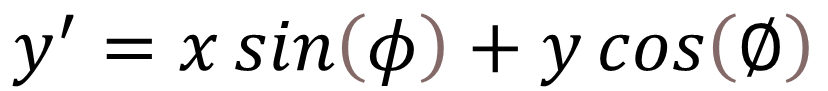 y′ = x sin(ϕ) + y cos(∅)